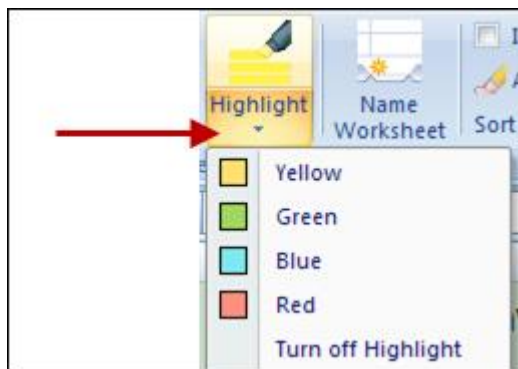 Highlight
Name
Worksheet
Sort
Yellow
Green
Blue
Red
Turn off Highlight